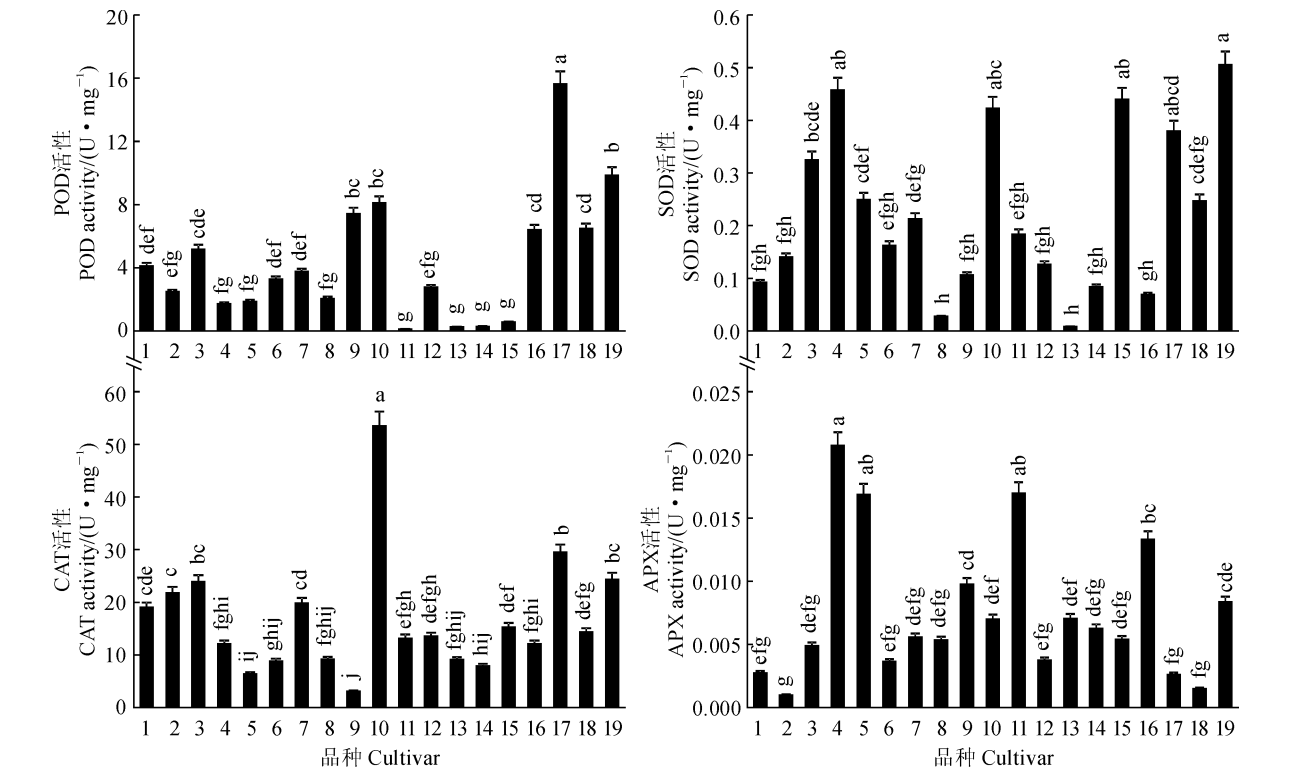 POD活性
POD activity/(U·mg⁻¹)
20
16
12
8
4
0
def
efg
cde
fg
fg
def
def
fg
bc
bc
g
efg
g
g
g
cd
a
cd
b
1 2 3 4 5 6 7 8 9 10 11 12 13 14 15 16 17 18 19
SOD活性
SOD activity/(U·mg⁻¹)
0.6
0.5
0.4
0.3
0.2
0.1
0.0
fgh
fgh
bcde
ab
cdef
efgh
defg
h
fgh
abc
efgh
fgh
h
fgh
ab
gh
abcd
cdefg
a
1 2 3 4 5 6 7 8 9 10 11 12 13 14 15 16 17 18 19
CAT活性
CAT activity/(U·mg⁻¹)
60
50
40
30
20
10
0
cde
c
bc
fghi
ij
ghij
cd
fghij
j
a
efgh
defgh
fghij
hij
def
fghi
b
defg
bc
1 2 3 4 5 6 7 8 9 10 11 12 13 14 15 16 17 18 19
品种 Cultivar
APX活性
APX activity/(U·mg⁻¹)
0.025
0.020
0.015
0.010
0.005
0.000
efg
g
defg
a
ab
efg
defg
defg
cd
def
ab
efg
def
defg
defg
bc
fg
fg
cde
1 2 3 4 5 6 7 8 9 10 11 12 13 14 15 16 17 18 19
品种 Cultivar